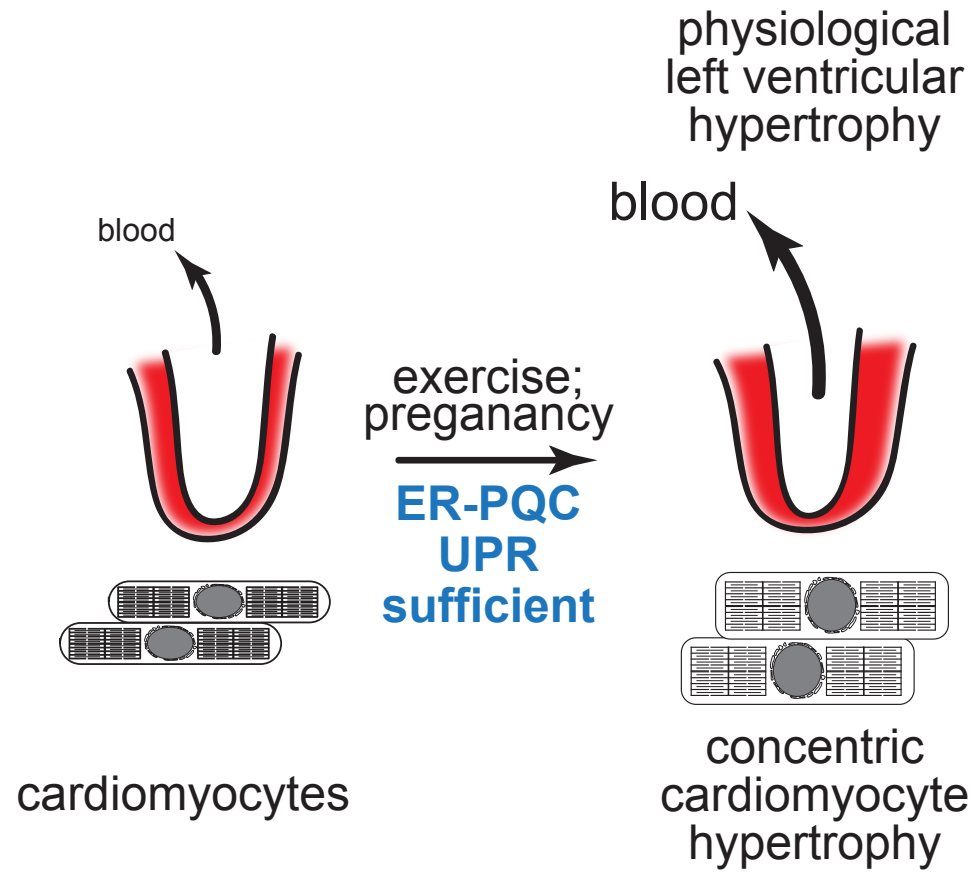 physiological
left ventricular
hypertrophy
blood
blood
exercise;
preganancy
ER-PQC
UPR
sufficient
cardiomyocytes
concentric
cardiomyocyte
hypertrophy